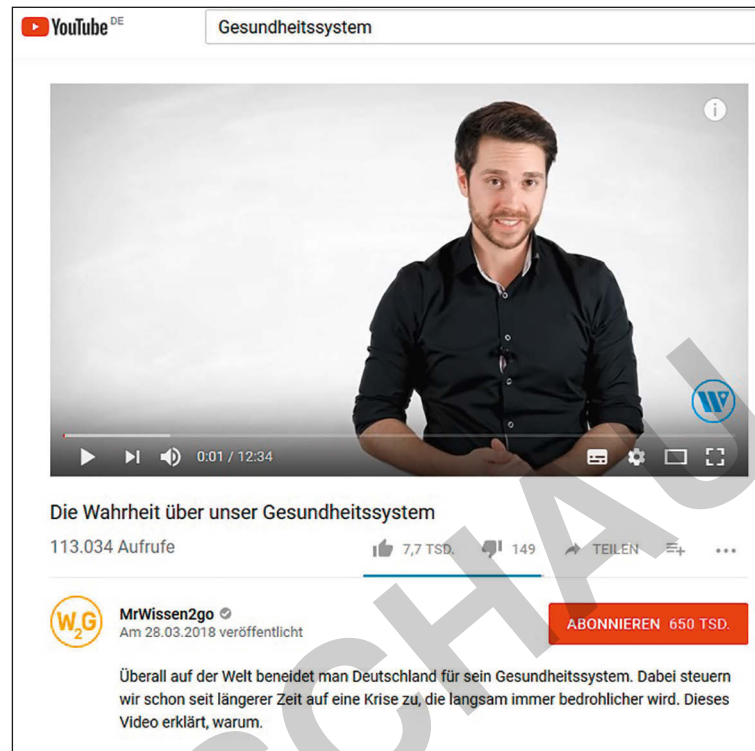 YouTube DE
Gesundheitssystem
i
W
0:01 / 12:34
Die Wahrheit über unser Gesundheitssystem
113.034 Aufrufe
7,7 TSD. 149 TEILEN
W2G
MrWissen2go
ABONNIEREN 650 TSD.
Am 28.03.2018 veröffentlicht
Überall auf der Welt beneidet man Deutschland für sein Gesundheitssystem. Dabei steuern
wir schon seit längerer Zeit auf eine Krise zu, die langsam immer bedrohlicher wird. Dieses
Video erklärt, warum.
SCHAU